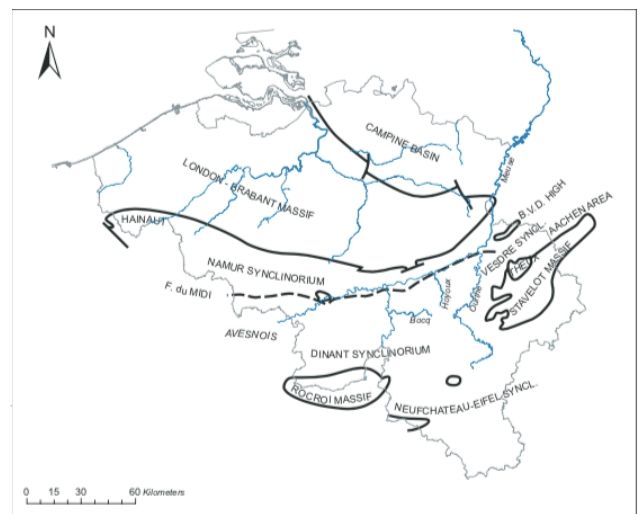 N
CAMPINE BASIN
Meuse
LONDON - BRABANT MASSIF
HAINAUT
B.V.D. HIGH
AACHEN AREA
VESDRE SYNCL.
THEUX
STAVELOT MASSIF
NAMUR SYNCLINORIUM
F. du MIDI
Hoyoux
Ourthe
AVESNOIS
Bocq
DINANT SYNCLINORIUM
ROCROI MASSIF
NEUFCHATEAU-EIFEL SYNCL.
0 15 30 60 Kilometers